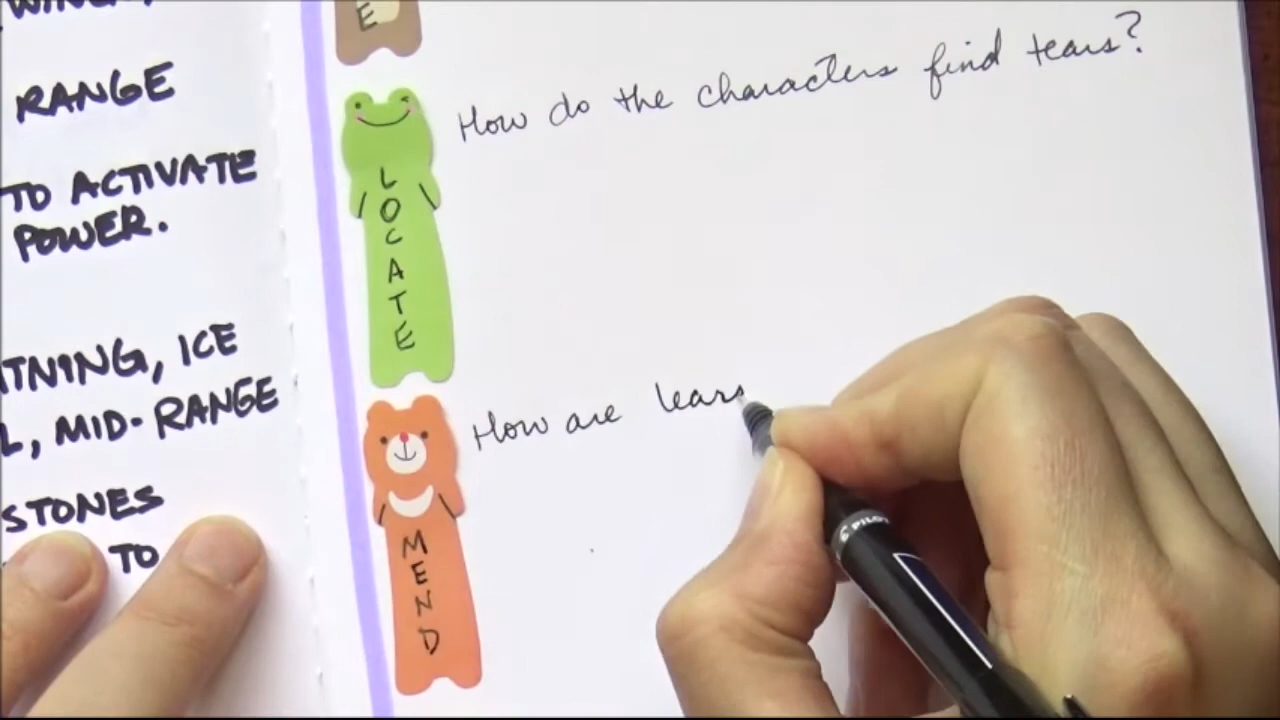 RANGE
TO ACTIVATE
POWER.
ICE
MID-RANGE
STONES
TO
E
LOCATE
How do the characters find tears?
MEND
How are tears
PILOT